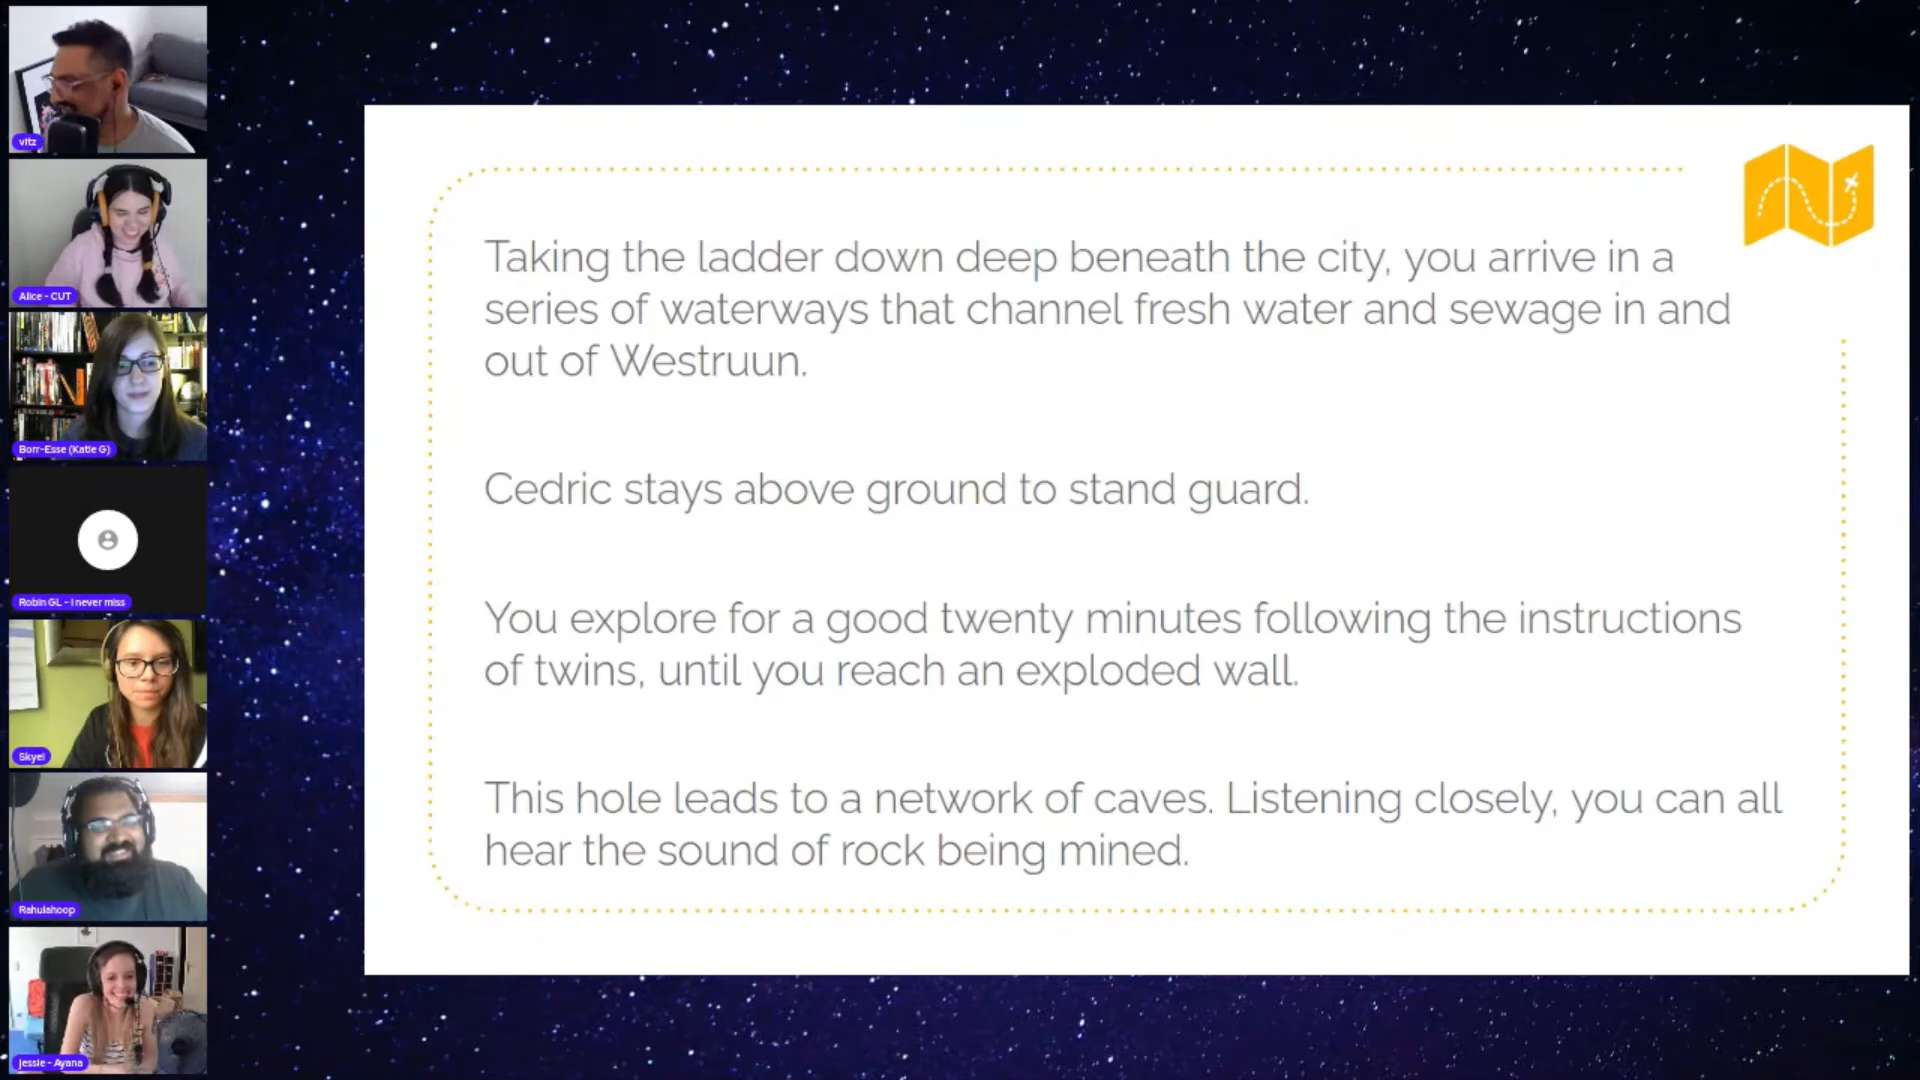 vitz
Alice - CUT
Borr-Esse (Katie G)
Robin GL - I never miss
Skyel
Rahulahoop
Jessie - Ayana
Taking the ladder down deep beneath the city, you arrive in a
series of waterways that channel fresh water and sewage in and
out of Westruun.
Cedric stays above ground to stand guard.
You explore for a good twenty minutes following the instructions
of twins, until you reach an exploded wall.
This hole leads to a network of caves. Listening closely, you can all
hear the sound of rock being mined.